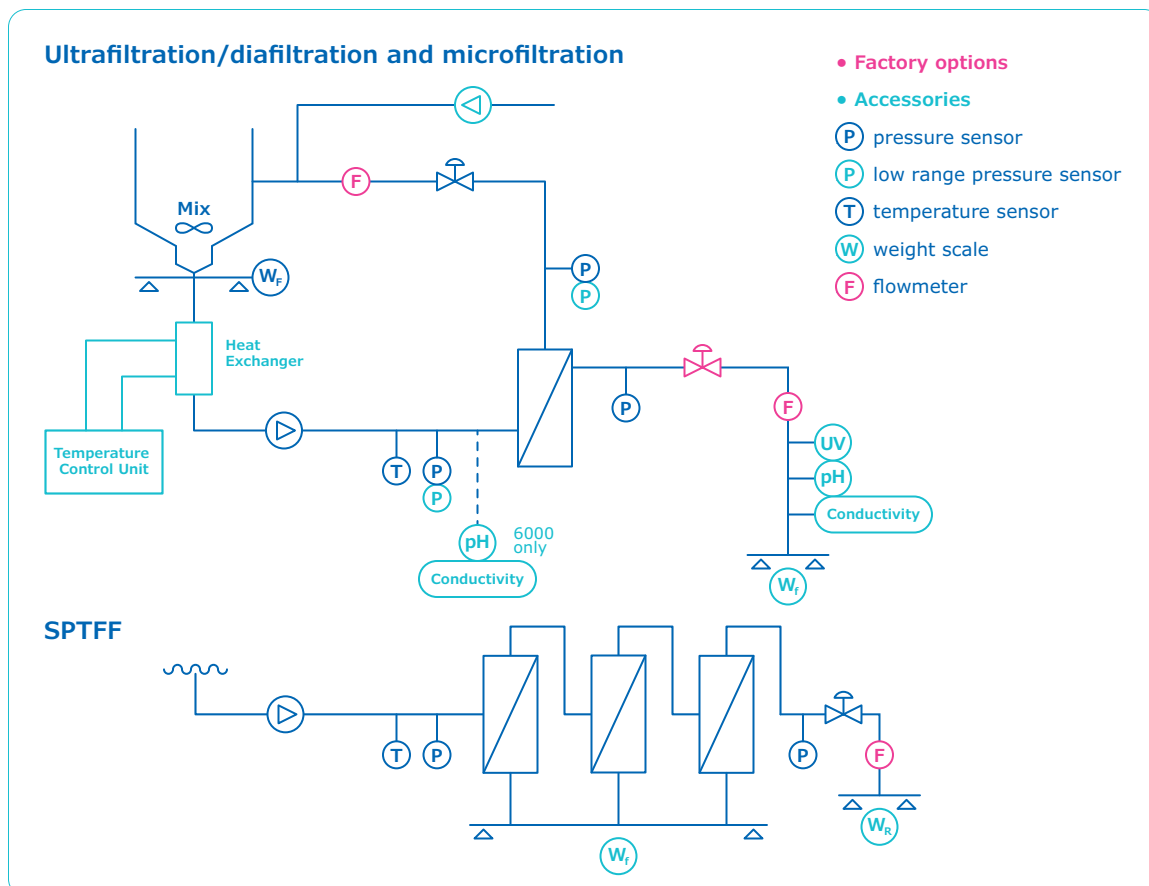 Ultrafiltration/diafiltration and microfiltration
• Factory options
• Accessories
P pressure sensor
P low range pressure sensor
T temperature sensor
W weight scale
F flowmeter
F
Mix
WF
P
P
Heat
Exchanger
P
F
UV
pH
Conductivity
Temperature
Control Unit
T
P
P
pH
6000
only
Conductivity
Wf
SPTFF
T
P
P
F
WR
Wf